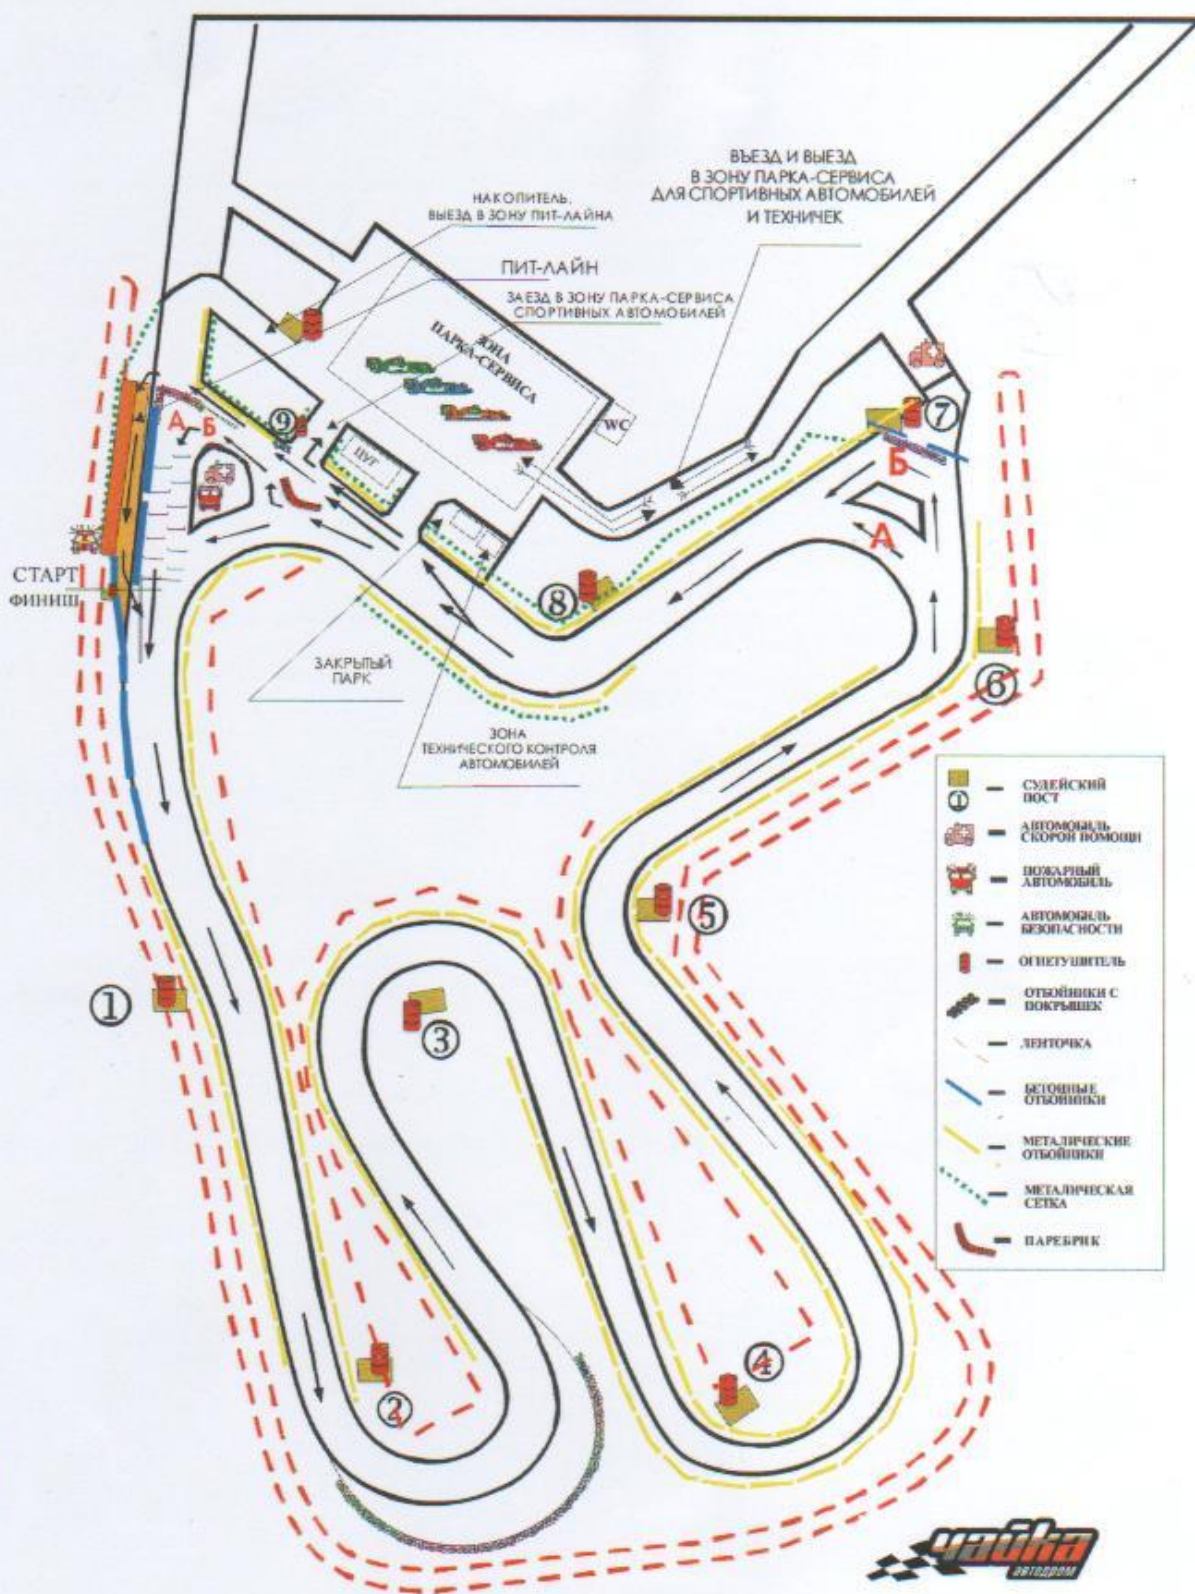 ВЪЕЗД И ВЫЕЗД
В ЗОНУ ПАРКА-СЕРВИСА
ДЛЯ СПОРТИВНЫХ АВТОМОБИЛЕЙ
И ТЕХНИЧЕК
НАКОПИТЕЛЬ,
ВЫЕЗД В ЗОНУ ПИТ-ЛАЙНА
ПИТ-ЛАЙН
ЗАЕЗД В ЗОНУ ПАРКА-СЕРВИСА
СПОРТИВНЫХ АВТОМОБИЛЕЙ
ЗОНА
ПАРКА-СЕРВИСА
WC
7
А
Б
9
ЦУГ
Б
А
СТАРТ
ФИНИШ
8
6
ЗАКРЫТЫЙ
ПАРК
ЗОНА
ТЕХНИЧЕСКОГО КОНТРОЛЯ
АВТОМОБИЛЕЙ
5
1
3
4
2
1
СУДЕЙСКИЙ
ПОСТ
АВТОМОБИЛЬ
СКОРОЙ ПОМОЩИ
ПОЖАРНЫЙ
АВТОМОБИЛЬ
АВТОМОБИЛЬ
БЕЗОПАСНОСТИ
ОГНЕТУШИТЕЛЬ
ОТБОЙНИКИ С
ПОКРЫШЕК
ЛЕНТОЧКА
БЕТОННЫЕ
ОТБОЙНИКИ
МЕТАЛИЧЕСКИЕ
ОТБОЙНИКИ
МЕТАЛИЧЕСКАЯ
СЕТКА
ПАРЕБРИК
чайка
автодром